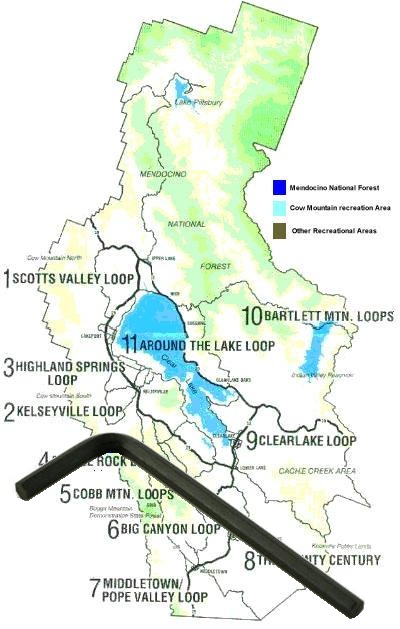 Lake Pillsbury
MENDOCINO
Mendocino National Forest
Cow Mountain recreation Area
Other Recreational Areas
NATIONAL
FOREST
Cow Mountain North
UPPER LAKE
1 SCOTTS VALLEY LOOP
NICE
LUCERNE
10 BARTLETT MTN. LOOPS
LAKEPORT
11 AROUND THE LAKE LOOP
Clear
Lake
3 HIGHLAND SPRINGS
LOOP
Indian Valley Reservoir
CLEARLAKE OAKS
KELSEYVILLE
Cow Mountain South
2 KELSEYVILLE LOOP
CLEARLAKE
9 CLEARLAKE LOOP
4
ROCK
LOWER LAKE
CACHE CREEK AREA
5 COBB MTN. LOOPS
Boggs Mountain
Demonstration State Forest
6 BIG CANYON LOOP
Knoxville Public Lands
8 TH
NITY CENTURY
MIDDLETOWN
7 MIDDLETOWN/
POPE VALLEY LOOP